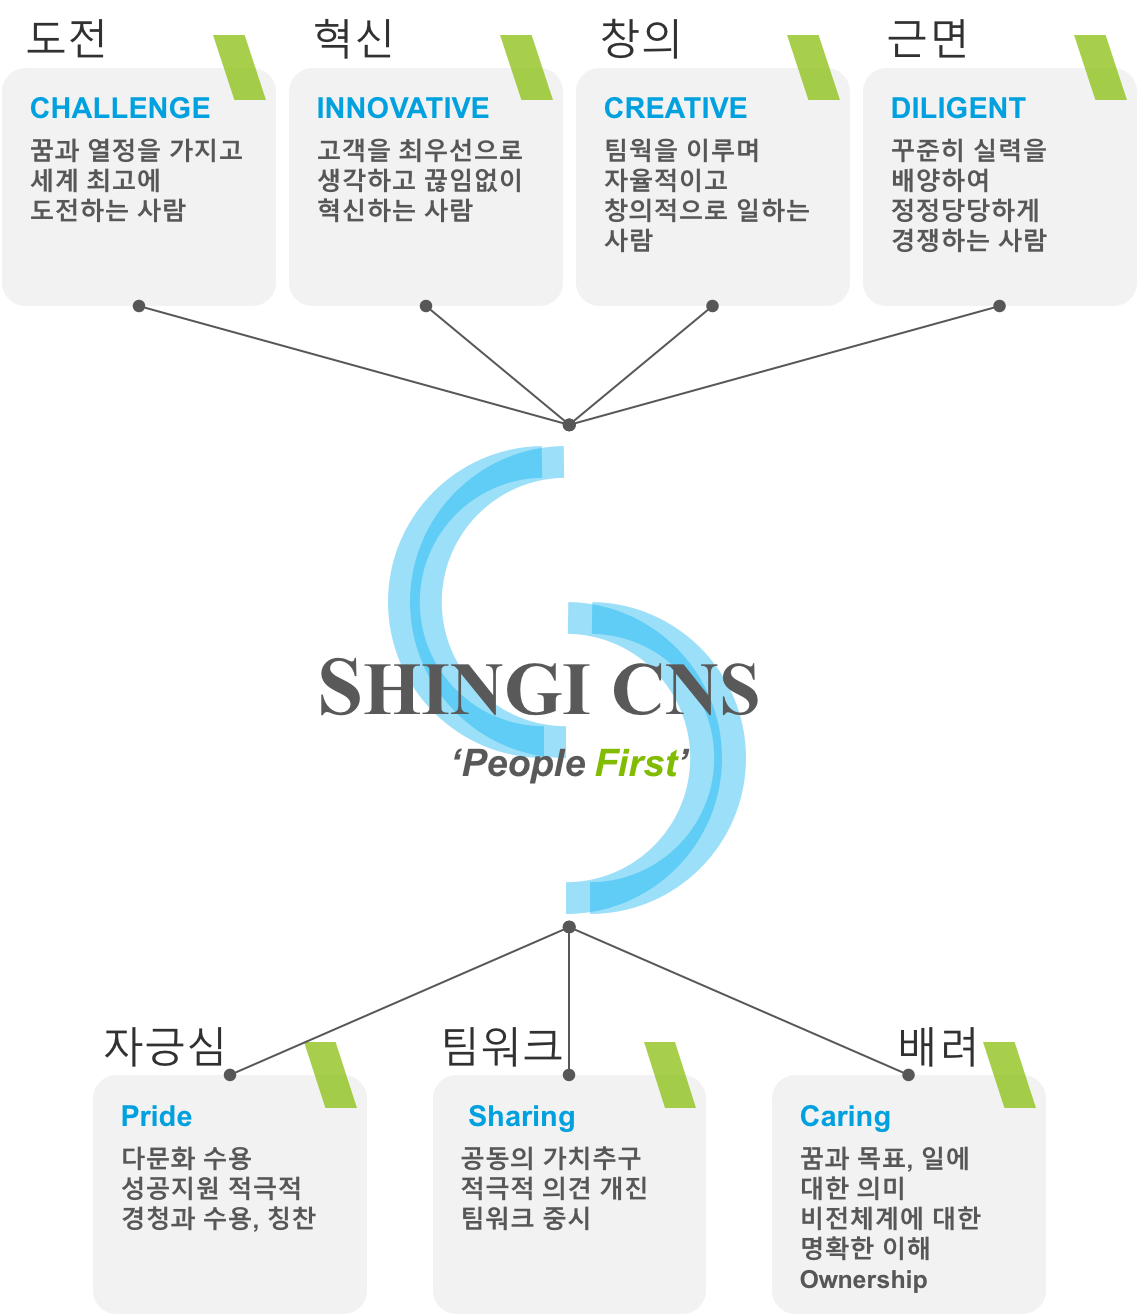 도전
CHALLENGE
꿈과 열정을 가지고
세계 최고에
도전하는 사람
혁신
INNOVATIVE
고객을 최우선으로
생각하고 끊임없이
혁신하는 사람
창의
CREATIVE
팀웍을 이루며
자율적이고
창의적으로 일하는
사람
근면
DILIGENT
꾸준히 실력을
배양하여
정정당당하게
경쟁하는 사람
SHINGI CNS
‘People First’
자긍심
Pride
다문화 수용
성공지원 적극적
경청과 수용, 칭찬
팀워크
Sharing
공동의 가치추구
적극적 의견 개진
팀워크 중시
배려
Caring
꿈과 목표, 일에
대한 의미
비전체계에 대한
명확한 이해
Ownership